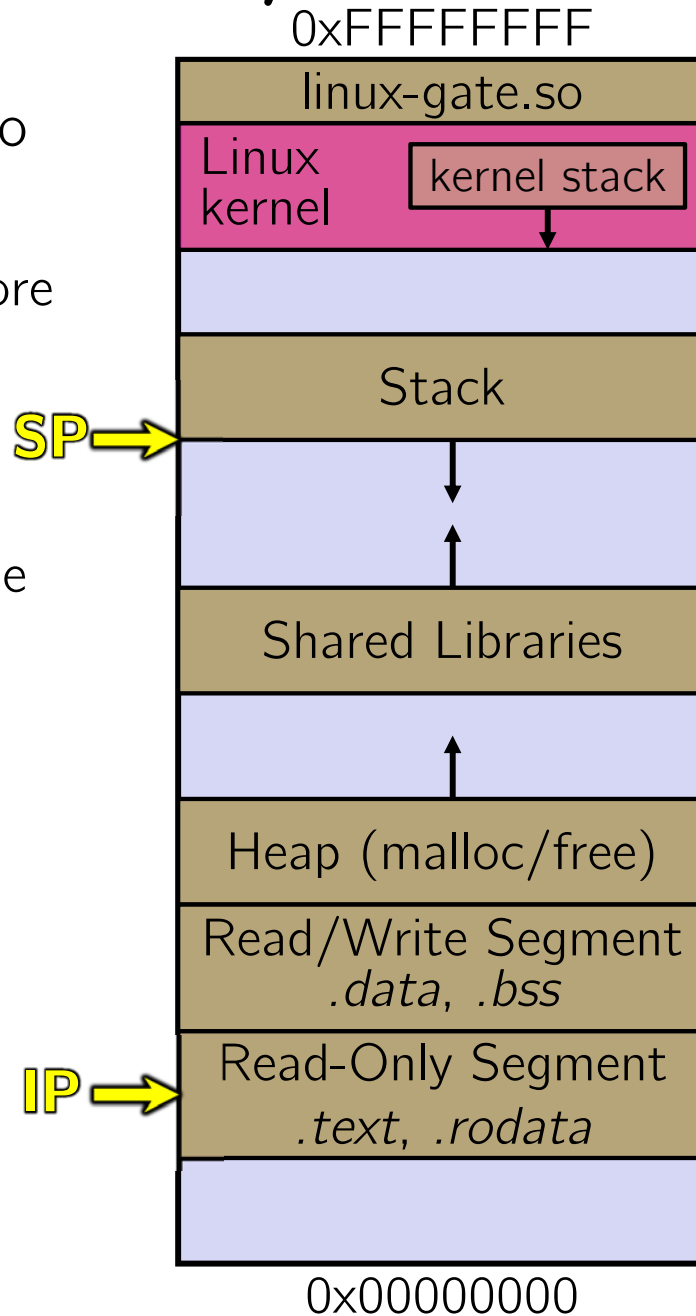 0xFFFFFFFF
linux-gate.so
Linux
kernel
kernel stack
Stack
SP
Shared Libraries
Heap (malloc/free)
Read/Write Segment
.data, .bss
IP
Read-Only Segment
.text, .rodata
0x00000000